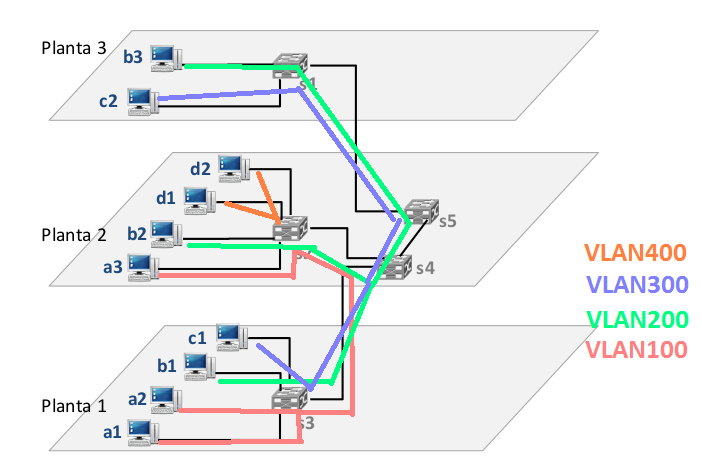 Planta 3
b3
s1
c2
d2
d1
Planta 2
b2
s5
a3
s4
VLAN400
VLAN300
VLAN200
VLAN100
c1
b1
Planta 1
a2
s3
a1